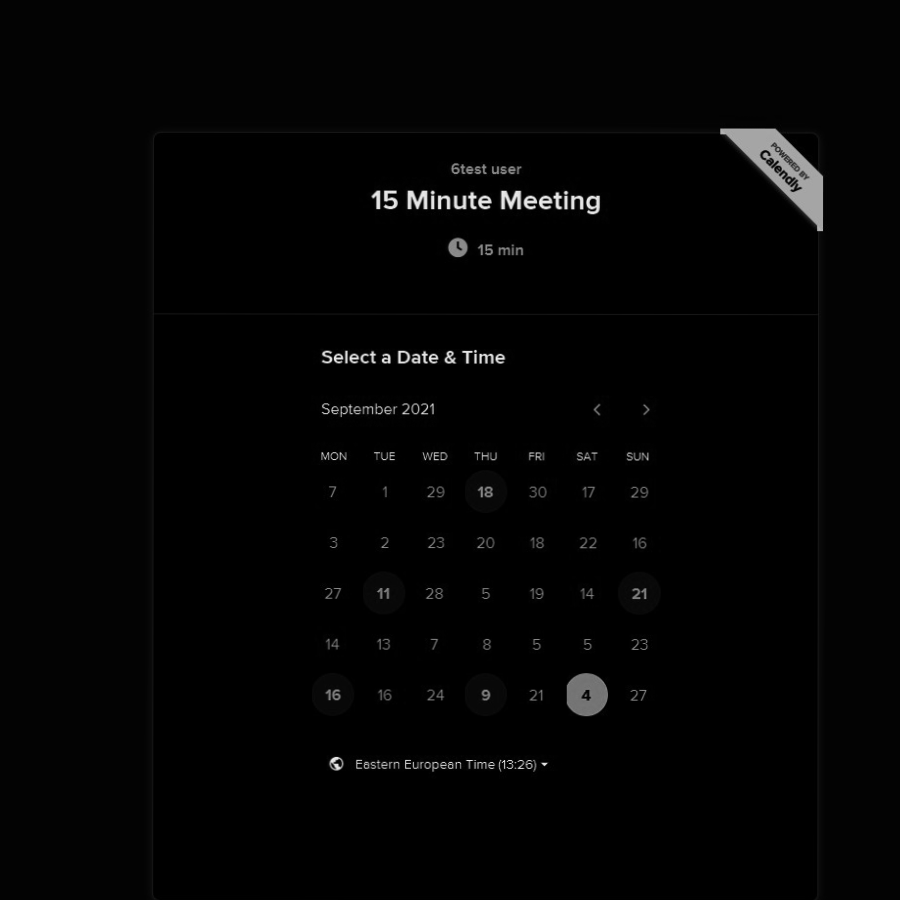 POWERED BY
Calendly
6test user
15 Minute Meeting
15 min
Select a Date & Time
September 2021
MON TUE WED THU FRI SAT SUN
7 1 29 18 30 17 29
3 2 23 20 18 22 16
27 11 28 5 19 14 21
14 13 7 8 5 5 23
16 16 24 9 21 4 27
Eastern European Time (13:26)